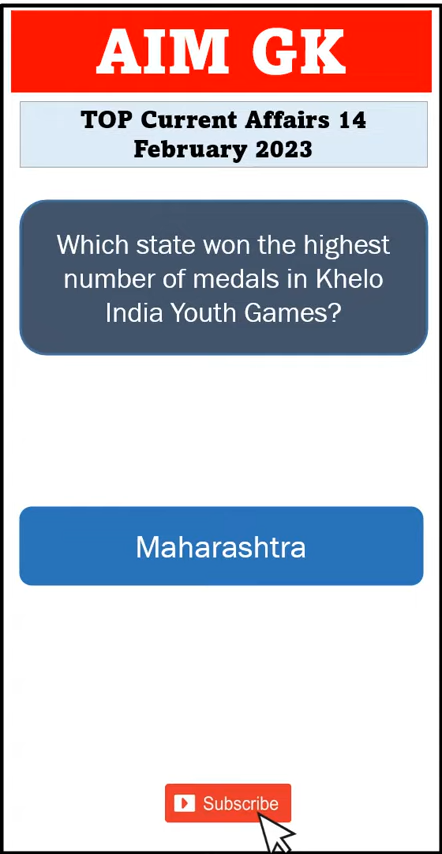 AIM GK
TOP Current Affairs 14
February 2023
Which state won the highest
number of medals in Khelo
India Youth Games?
Maharashtra
Subscribe